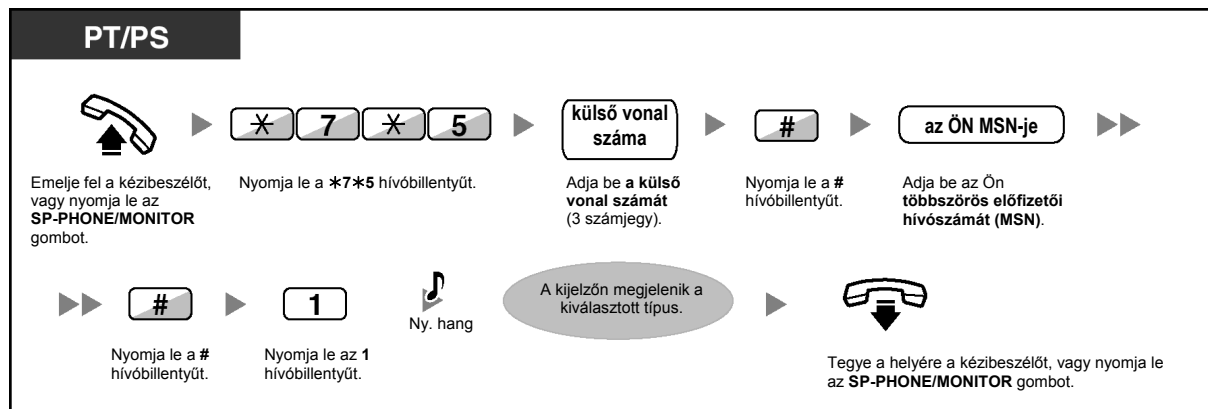 PT/PS
✳ 7 ✳ 5
külső vonal
száma
#
az ÖN MSN-je
Emelje fel a kézibeszélőt,
vagy nyomja le az
SP-PHONE/MONITOR
gombot.
Nyomja le a ✳7✳5 hívóbillentyűt.
Adja be a külső
vonal számát
(3 számjegy).
Nyomja le a #
hívóbillentyűt.
Adja be az Ön
többszörös előfizetői
hívószámát (MSN).
#
1
Ny. hang
A kijelzőn megjelenik a
kiválasztott típus.
Nyomja le a #
hívóbillentyűt.
Nyomja le az 1
hívóbillentyűt.
Tegye a helyére a kézibeszélőt, vagy nyomja le
az SP-PHONE/MONITOR gombot.